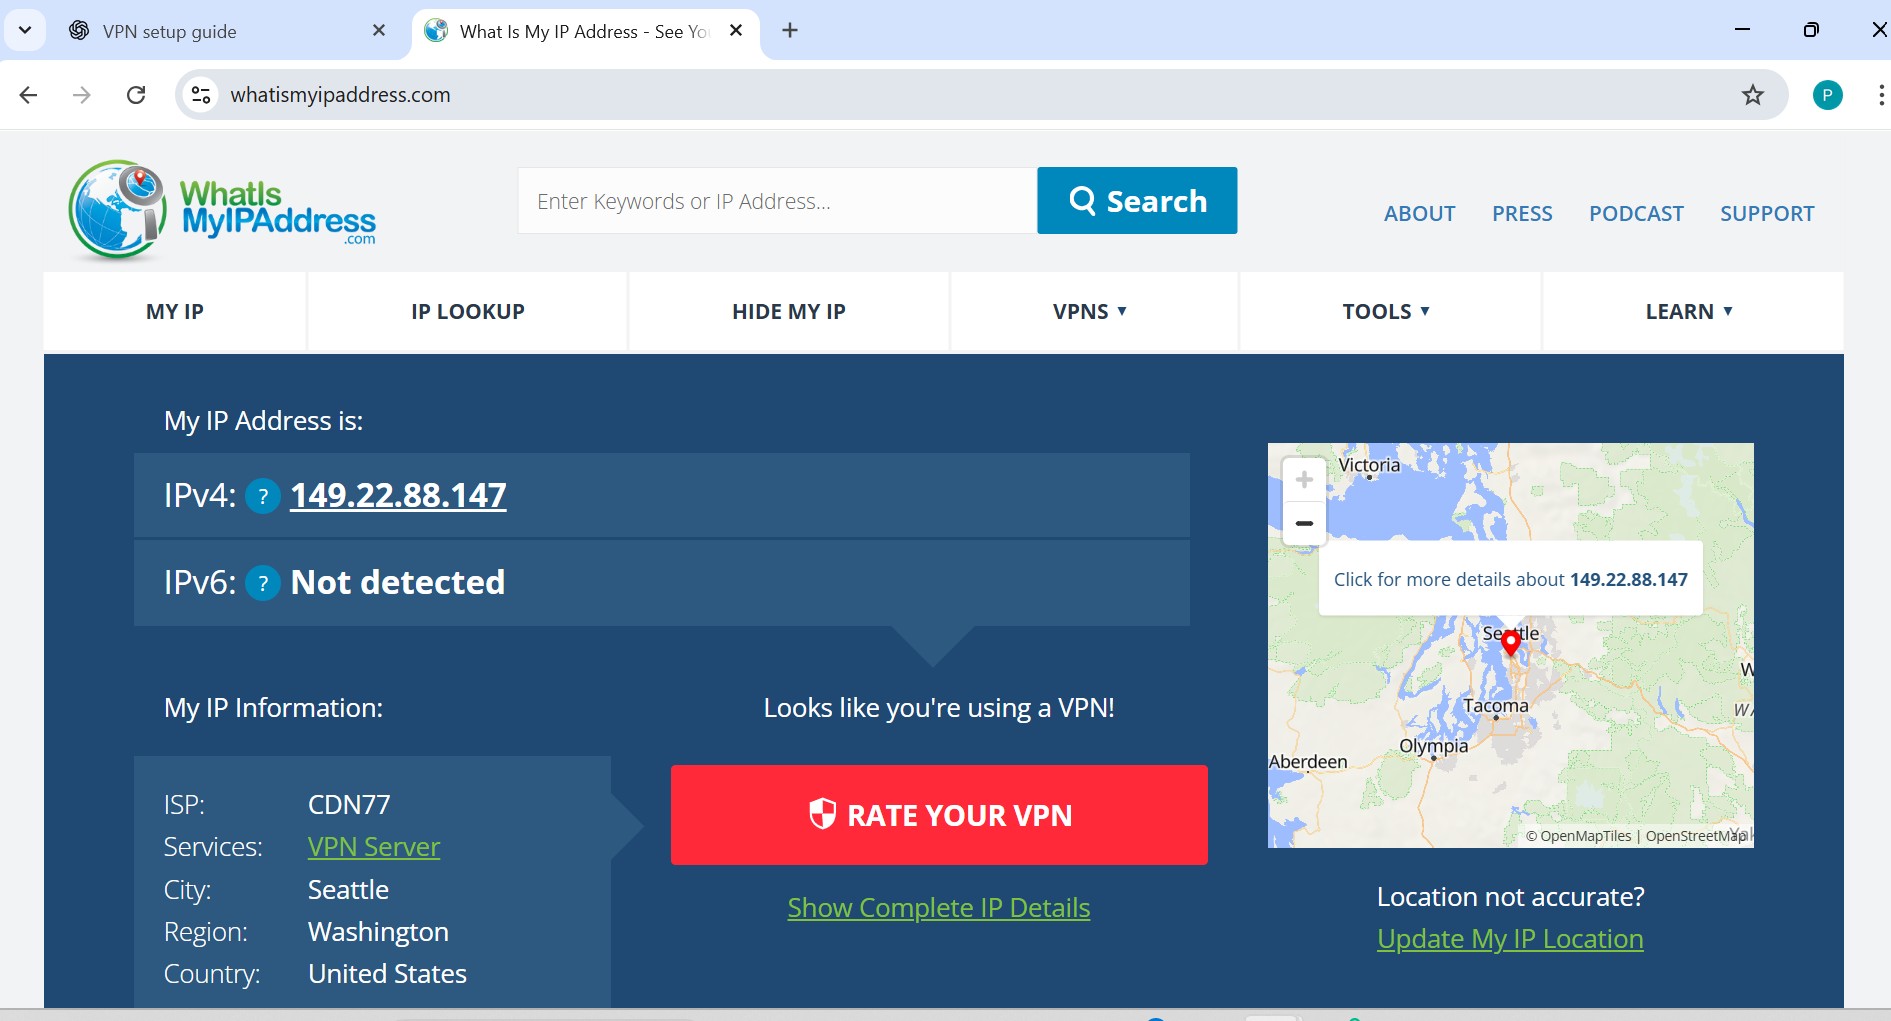 VPN setup guide
What Is My IP Address - See Yo
whatismyipaddress.com
P
WhatIs
MyIPAddress
.com
Enter Keywords or IP Address...
Search
ABOUT PRESS PODCAST SUPPORT
MY IP IP LOOKUP HIDE MY IP VPNS ▼ TOOLS ▼ LEARN ▼
My IP Address is:
IPv4: ? 149.22.88.147
IPv6: ? Not detected
My IP Information:
ISP: CDN77
Services: VPN Server
City: Seattle
Region: Washington
Country: United States
Looks like you're using a VPN!
RATE YOUR VPN
Show Complete IP Details
Victoria
Click for more details about 149.22.88.147
Seattle
Tacoma
Olympia
Aberdeen
© OpenMapTiles | OpenStreetMap
Location not accurate?
Update My IP Location